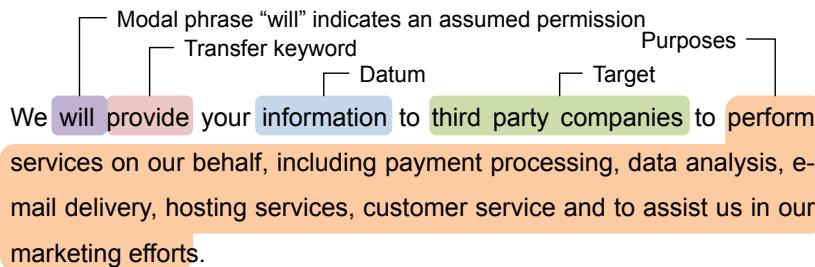 Modal phrase “will” indicates an assumed permission
Transfer keyword
Purposes
Datum
Target
We will provide your information to third party companies to perform
services on our behalf, including payment processing, data analysis, e-
mail delivery, hosting services, customer service and to assist us in our
marketing efforts.